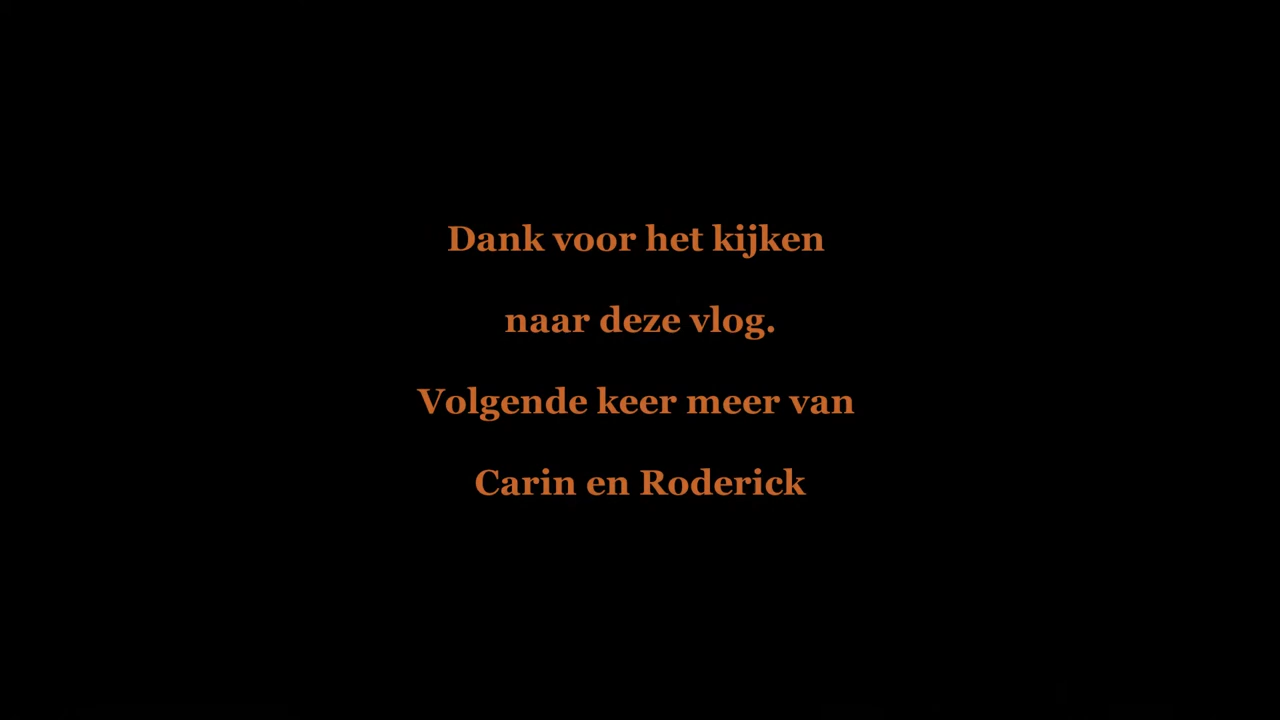 Dank voor het kijken
naar deze vlog.
Volgende keer meer van
Carin en Roderick